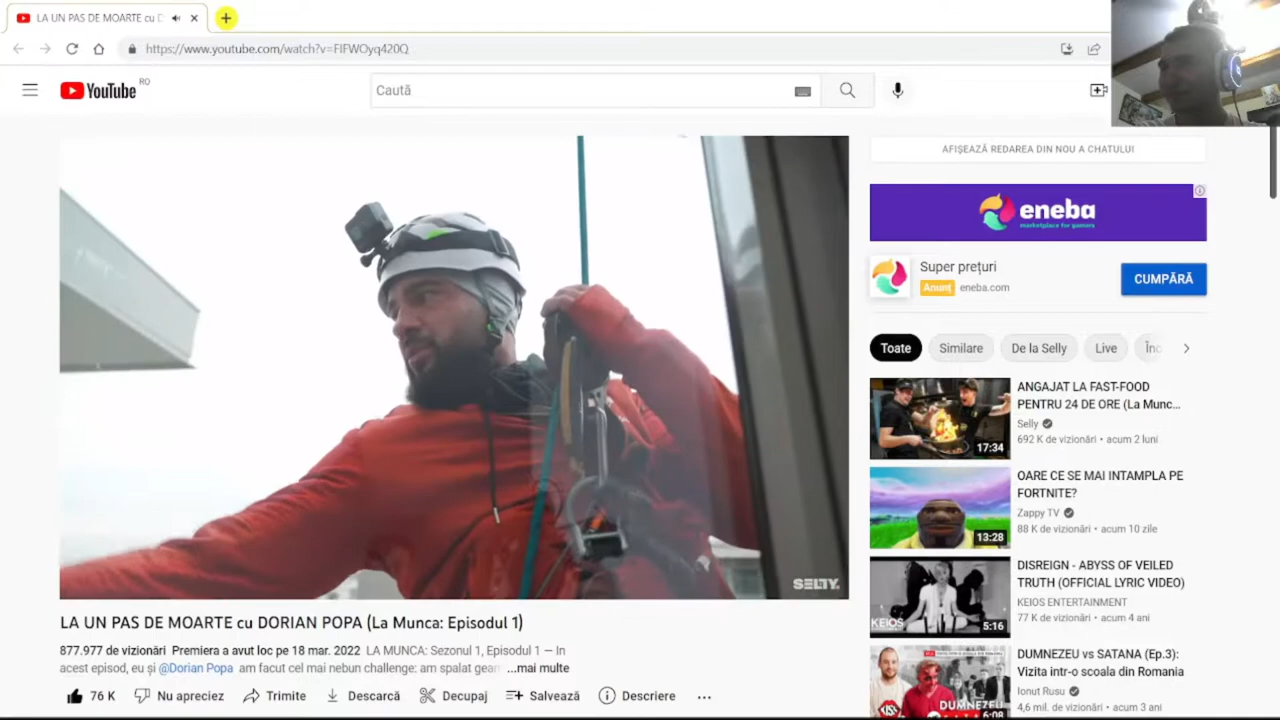 LA UN PAS DE MOARTE cu D
https://www.youtube.com/watch?v=FlFWOyq420Q
YouTube RO
Caută
SELTY.
LA UN PAS DE MOARTE cu DORIAN POPA (La Munca: Episodul 1)
877.977 de vizionări Premiera a avut loc pe 18 mar. 2022 LA MUNCA: Sezonul 1, Episodul 1 — In
acest episod, eu și @Dorian Popa am facut cel mai nebun challenge: am spalat geam ...mai multe
76 K Nu apreciez Trimite Descarcă Decupaj Salvează Descriere
AFIȘEAZĂ REDAREA DIN NOU A CHATULUI
eneba
marketplace for gamers
Super prețuri
Anunț eneba.com
CUMPĂRĂ
Toate Similare De la Selly Live Înc
ANGAJAT LA FAST-FOOD
PENTRU 24 DE ORE (La Munc...
Selly
692 K de vizionări • acum 2 luni
17:34
OARE CE SE MAI INTAMPLA PE
FORTNITE?
Zappy TV
88 K de vizionări • acum 10 zile
13:28
DISREIGN - ABYSS OF VEILED
TRUTH (OFFICIAL LYRIC VIDEO)
KEIOS ENTERTAINMENT
77 K de vizionări • acum 4 ani
KEIOS
5:16
DUMNEZEU vs SATANA (Ep.3):
Vizita intr-o scoala din Romania
Ionut Rusu
4,6 mil. de vizionări • acum 3 ani
DUMNEZEU
6:08